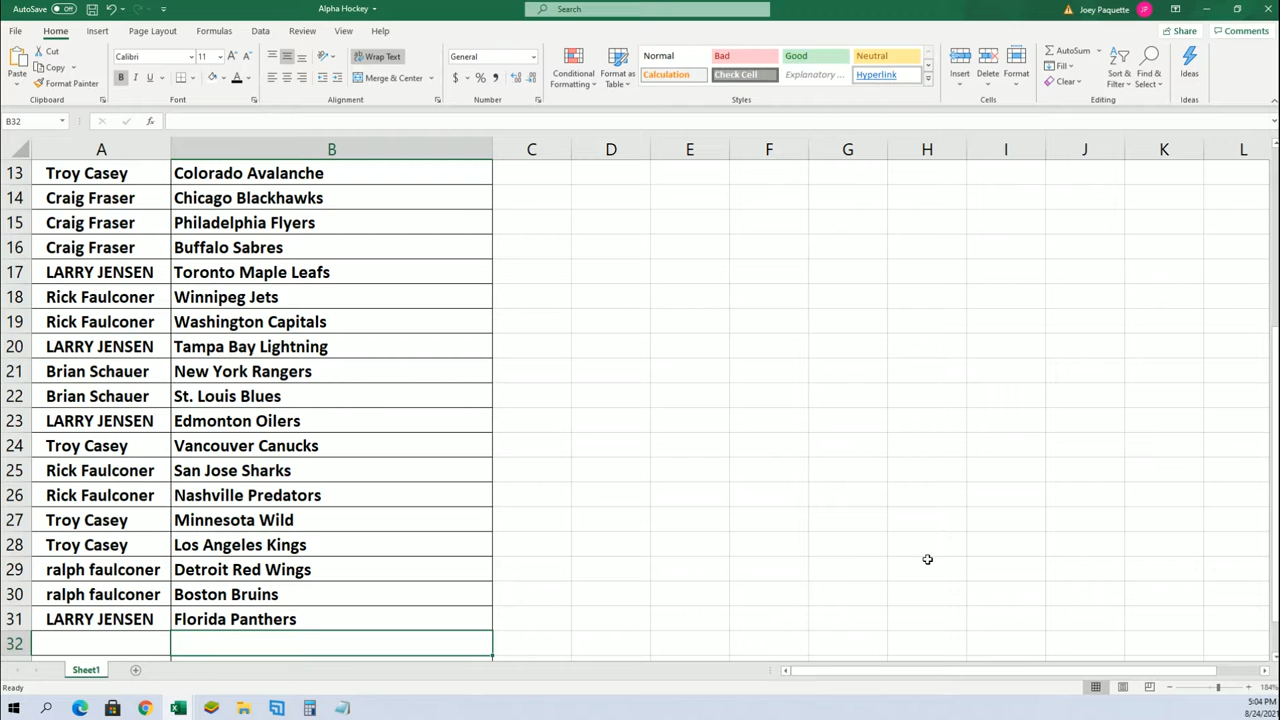 AutoSave Off Alpha Hockey Search Joey Paquette JP
File Home Insert Page Layout Formulas Data Review View Help Share Comments
Cut Calibri 11 Wrap Text General Normal Bad Good Neutral AutoSum
Copy Fill
Paste Format Painter B I U Merge & Center $ % Conditional Formatting Format as Table Calculation Check Cell Explanatory ... Hyperlink Insert Delete Format Clear Sort & Filter Find & Select Ideas
Clipboard Font Alignment Number Styles Cells Editing Ideas
B32 fx
A B C D E F G H I J K L
13 Troy Casey Colorado Avalanche
14 Craig Fraser Chicago Blackhawks
15 Craig Fraser Philadelphia Flyers
16 Craig Fraser Buffalo Sabres
17 LARRY JENSEN Toronto Maple Leafs
18 Rick Faulconer Winnipeg Jets
19 Rick Faulconer Washington Capitals
20 LARRY JENSEN Tampa Bay Lightning
21 Brian Schauer New York Rangers
22 Brian Schauer St. Louis Blues
23 LARRY JENSEN Edmonton Oilers
24 Troy Casey Vancouver Canucks
25 Rick Faulconer San Jose Sharks
26 Rick Faulconer Nashville Predators
27 Troy Casey Minnesota Wild
28 Troy Casey Los Angeles Kings
29 ralph faulconer Detroit Red Wings
30 ralph faulconer Boston Bruins
31 LARRY JENSEN Florida Panthers
32
Sheet1
Ready 184%
5:04 PM